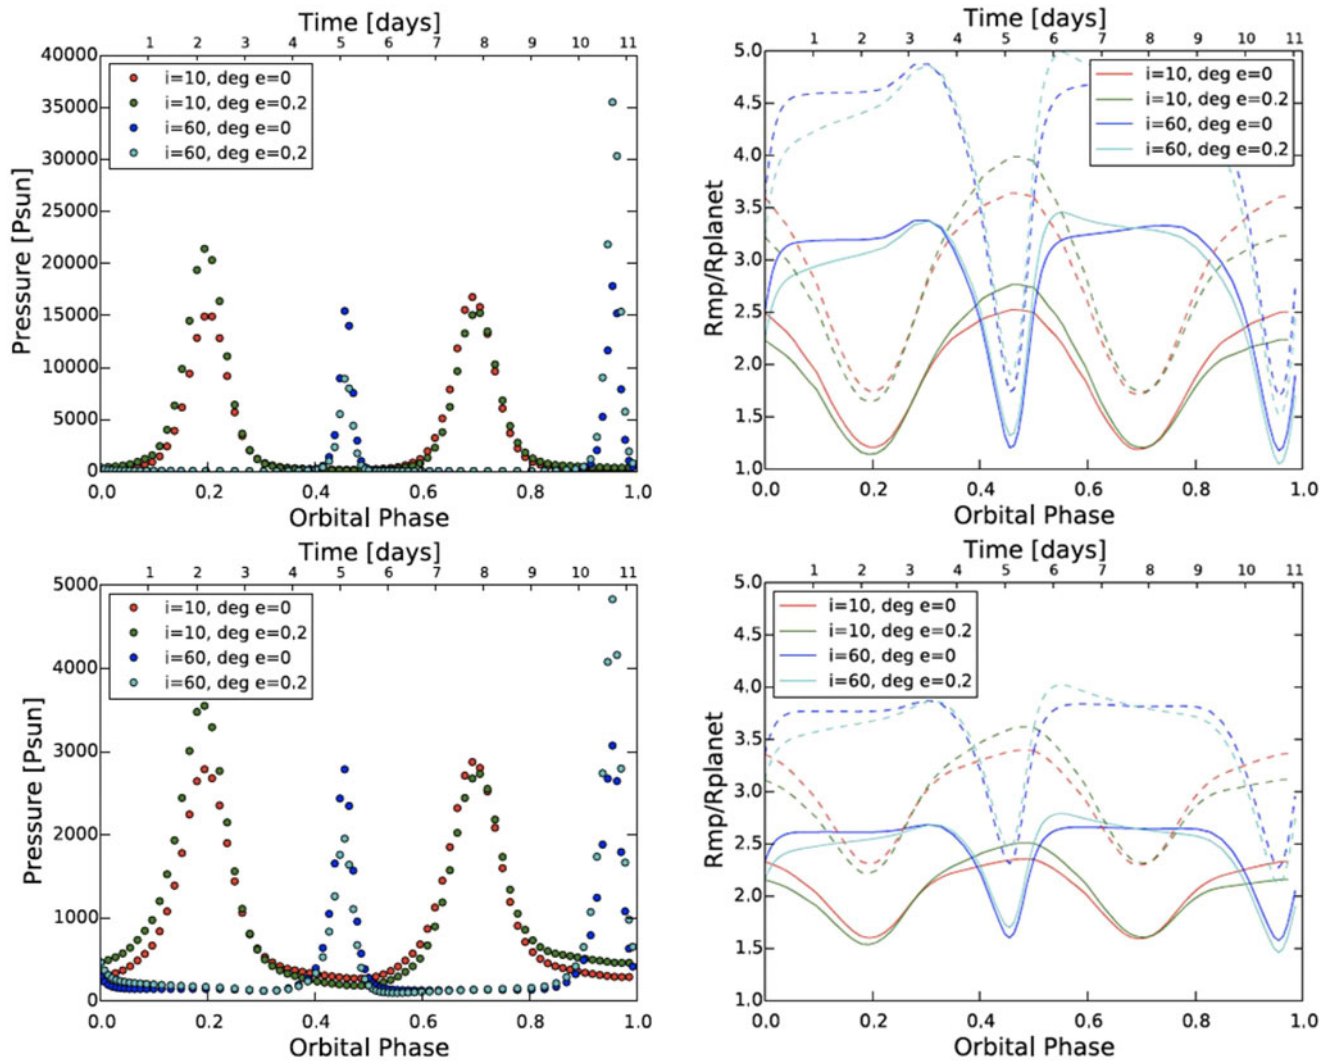 Time [days]
1 2 3 4 5 6 7 8 9 10 11
40000
35000
30000
25000
20000
15000
10000
5000
0
Pressure [Psun]
i=10, deg e=0
i=10, deg e=0.2
i=60, deg e=0
i=60, deg e=0.2
0.0 0.2 0.4 0.6 0.8 1.0
Orbital Phase
Time [days]
1 2 3 4 5 6 7 8 9 10 11
5.0
4.5
4.0
3.5
3.0
2.5
2.0
1.5
1.0
Rmp/Rplanet
i=10, deg e=0
i=10, deg e=0.2
i=60, deg e=0
i=60, deg e=0.2
0.0 0.2 0.4 0.6 0.8 1.0
Orbital Phase
Time [days]
1 2 3 4 5 6 7 8 9 10 11
5000
4000
3000
2000
1000
0
Pressure [Psun]
i=10, deg e=0
i=10, deg e=0.2
i=60, deg e=0
i=60, deg e=0.2
0.0 0.2 0.4 0.6 0.8 1.0
Orbital Phase
Time [days]
1 2 3 4 5 6 7 8 9 10 11
5.0
4.5
4.0
3.5
3.0
2.5
2.0
1.5
1.0
Rmp/Rplanet
i=10, deg e=0
i=10, deg e=0.2
i=60, deg e=0
i=60, deg e=0.2
0.0 0.2 0.4 0.6 0.8 1.0
Orbital Phase